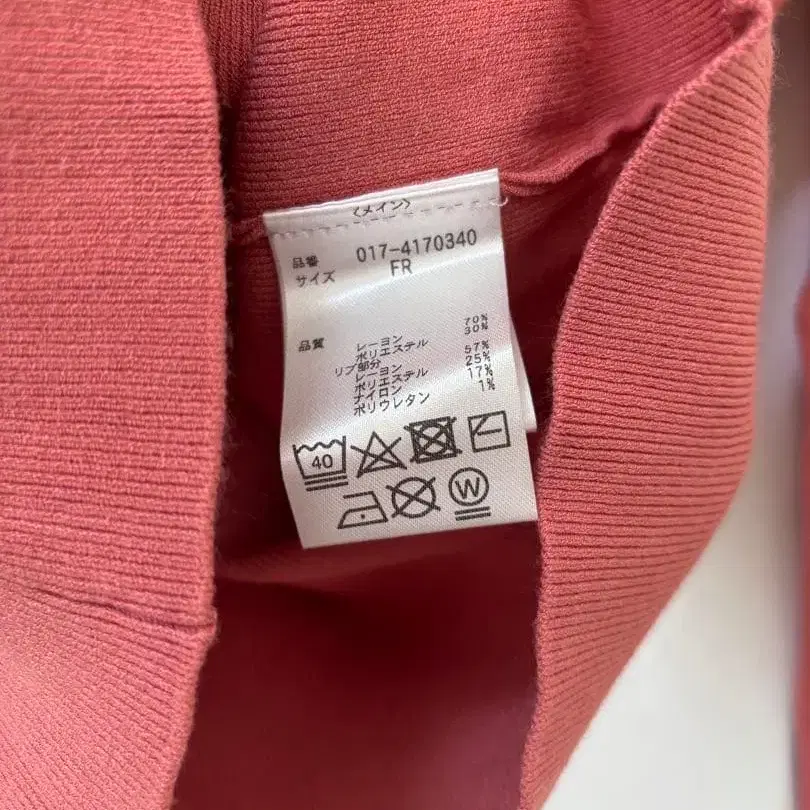 〈メイン〉
品番 017-4170340
サイズ FR
品質 レーヨン 70%
ポリエステル 30%
リブ部分
レーヨン 57%
ポリエステル 25%
ナイロン 17%
ポリウレタン 1%
40
W